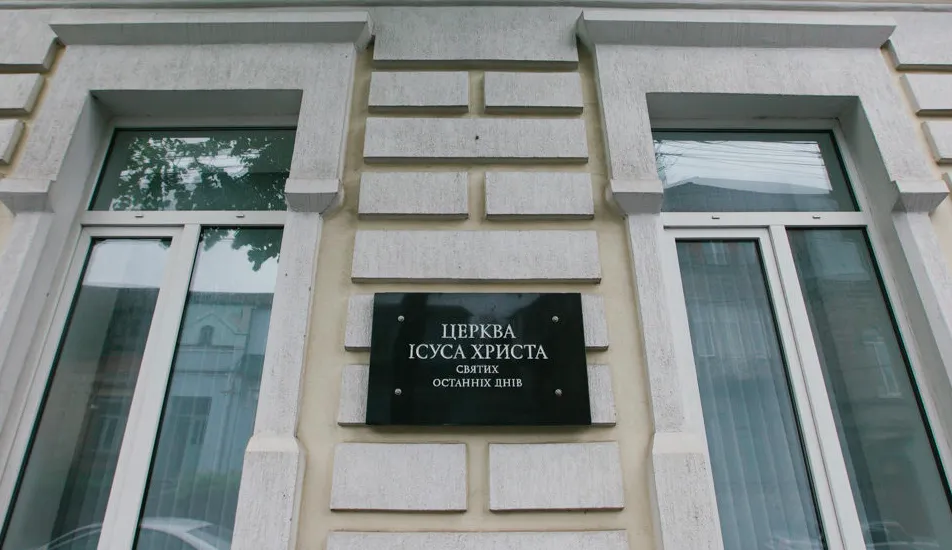 ЦЕРКВА
ІСУСА ХРИСТА
СВЯТИХ
ОСТАННІХ ДНІВ